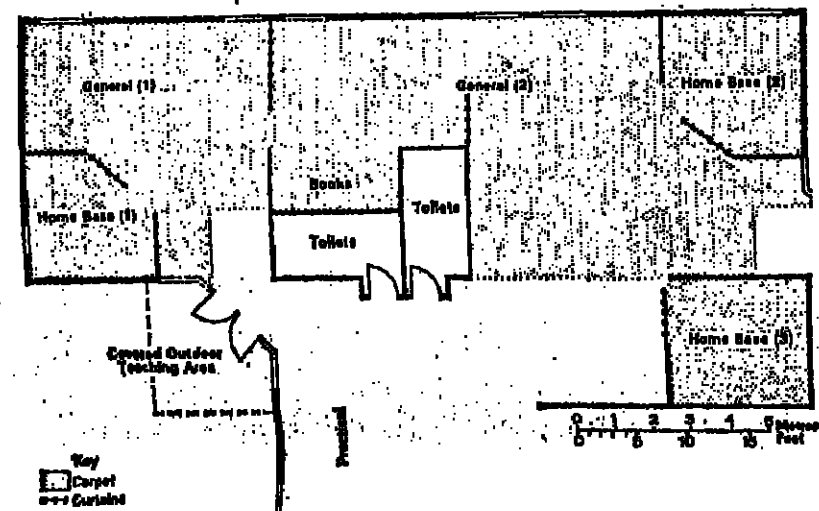 General (1)
General (2)
Home Base (2)
Books
Toilets
Home Base (1)
Toilets
Home Base (3)
Covered Outdoor
Teaching Area
Practical
0 1 2 3 4 5 Metres
0 5 10 15 Feet
Key
Carpet
Curtains